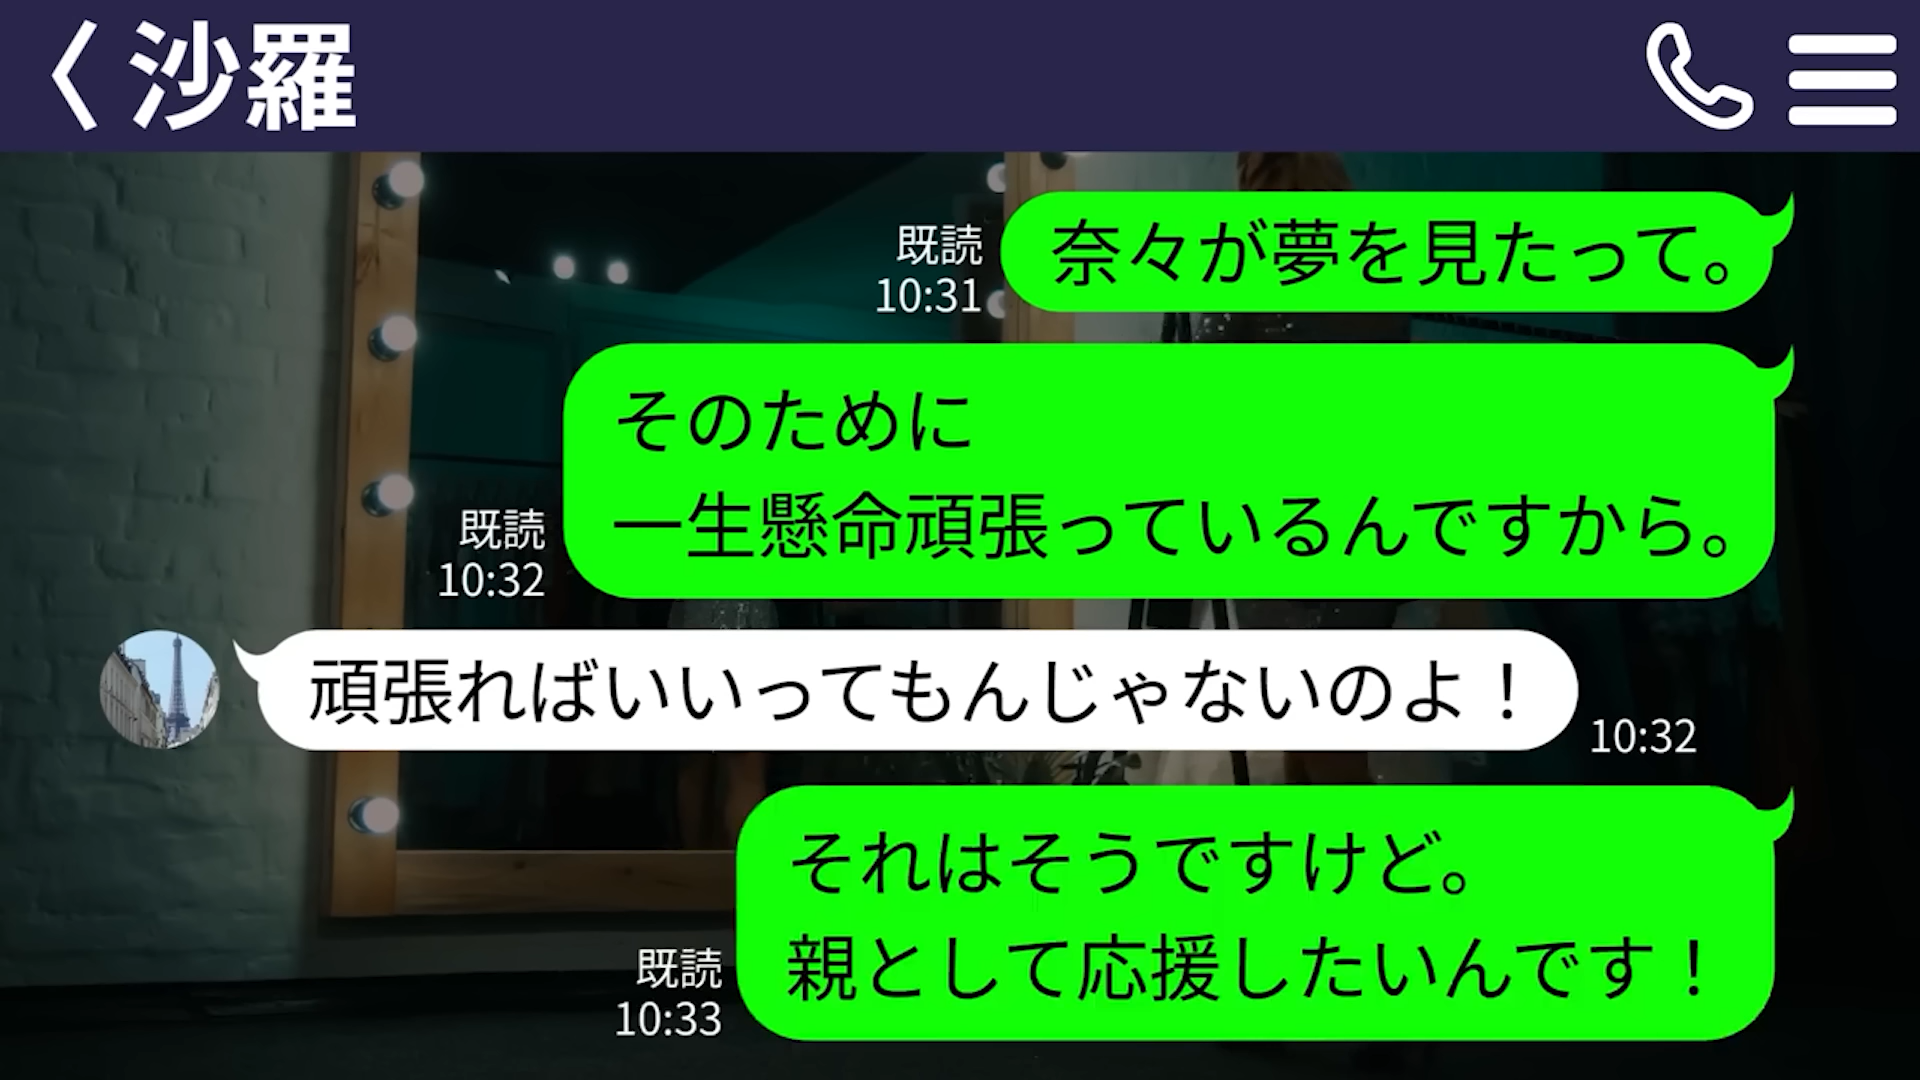 沙羅
奈々が夢を見たって。
既読
10:31
そのために
一生懸命頑張っているんですから。
既読
10:32
頑張ればいいってもんじゃないのよ！
10:32
それはそうですけど。
親として応援したいんです！
既読
10:33